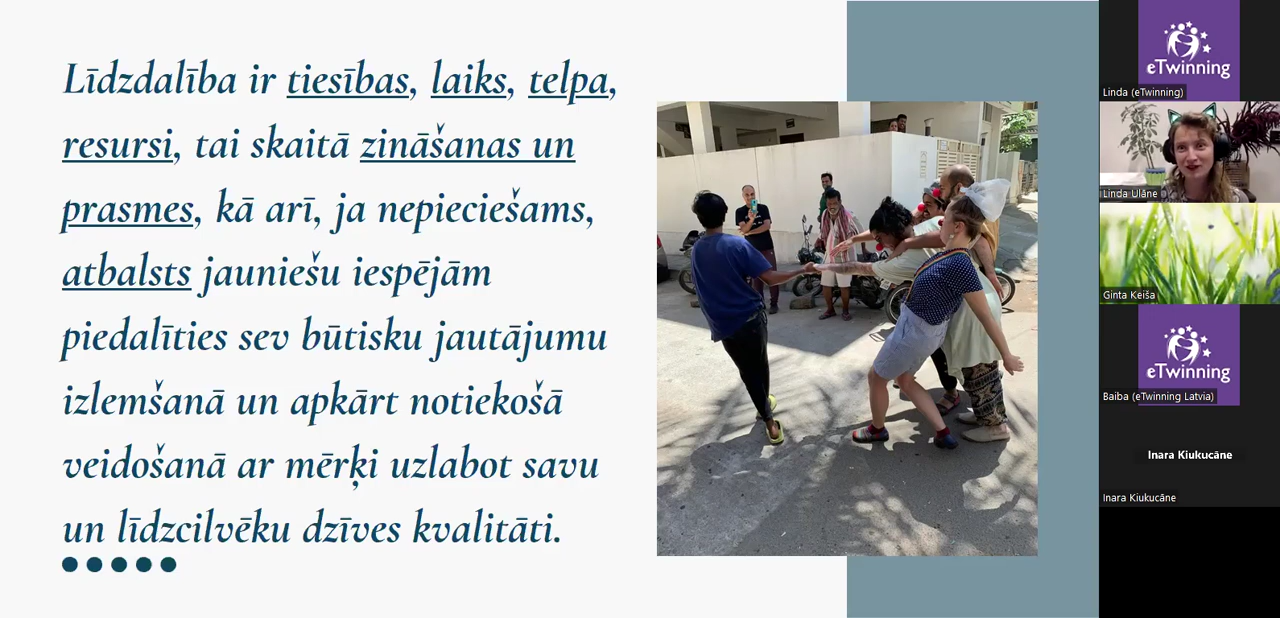 Līdzdalība ir tiesības, laiks, telpa,
resursi, tai skaitā zināšanas un
prasmes, kā arī, ja nepieciešams,
atbalsts jauniešu iespējām
piedalīties sev būtisku jautājumu
izlemšanā un apkārt notiekošā
veidošanā ar mērķi uzlabot savu
un līdzcilvēku dzīves kvalitāti.
eTwinning
Linda (eTwinning)
Linda Ulāne
Ginta Keiša
eTwinning
Baiba (eTwinning Latvia)
Inara Kiukucāne
Inara Kiukucāne